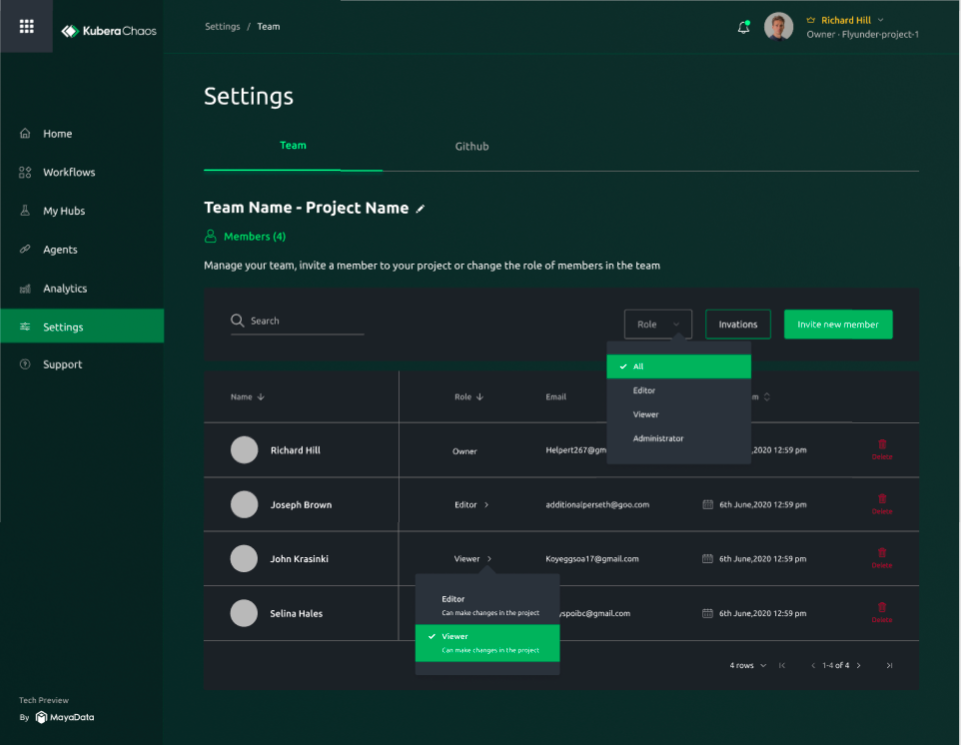 Kubera Chaos
Settings / Team
Richard Hill
Owner - Flyunder-project-1
Settings
Home
Workflows
My Hubs
Agents
Analytics
Settings
Support
Team
Github
Team Name - Project Name
Members (4)
Manage your team, invite a member to your project or change the role of members in the team
Search
Role
Invations
Invite new member
All
Editor
Viewer
Administrator
Name
Role
Email
Richard Hill
Owner
Helpert267@gm
,2020 12:59 pm
Delete
Joseph Brown
Editor
additionalperseth@goo.com
6th June,2020 12:59 pm
Delete
John Krasinki
Viewer
Koyeggsoa17@gmail.com
6th June,2020 12:59 pm
Delete
Editor
Can make changes in the project
Viewer
Can make changes in the project
Selina Hales
yspoibc@gmail.com
6th June,2020 12:59 pm
Delete
4 rows
1-4 of 4
Tech Preview
By MayaData